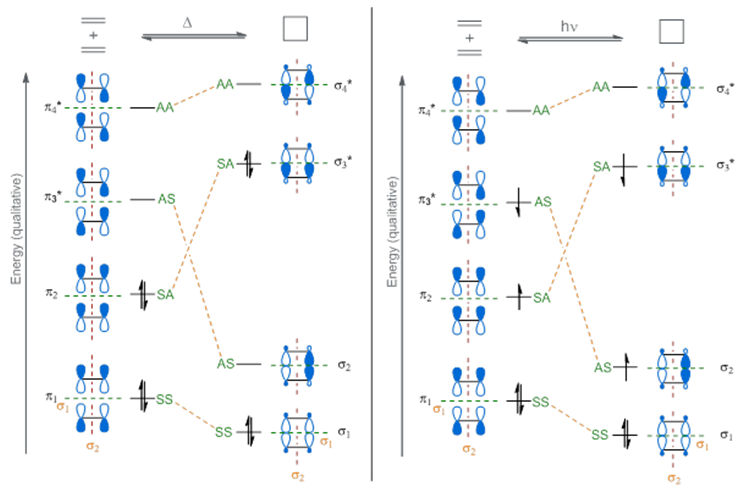 Δ
+
AA
σ₄*
π₄*
AA
SA
σ₃*
π₃*
AS
Energy (qualitative)
π₂
SA
AS
σ₂
π₁
SS
σ₁
SS
σ₁
σ₁
σ₂
σ₂
hν
+
AA
σ₄*
π₄*
AA
SA
σ₃*
π₃*
AS
Energy (qualitative)
π₂
SA
AS
σ₂
π₁
SS
σ₁
SS
σ₁
σ₁
σ₂
σ₂